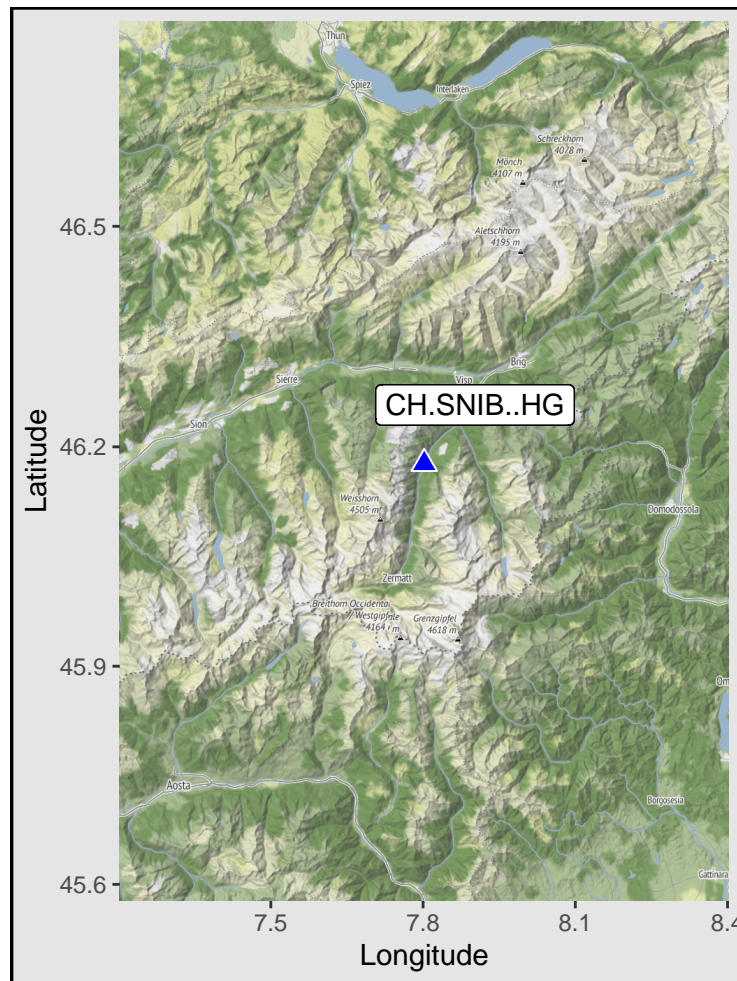 Thun
Spiez
Interlaken
Schreckhorn
4078 m
Mönch
4107 m
46.5
Aletschhorn
4195 m
Brig
Sierre
Visp
CH.SNIB..HG
Sion
46.2
Latitude
Weisshorn
4505 m
Domodossola
Zermatt
Breithorn Occidental
/ Westgipfel
4164 m
Grenzgipfel
4618 m
45.9
Om
Aosta
Borgosesia
Gattinara
45.6
7.5
7.8
8.1
8.4
Longitude